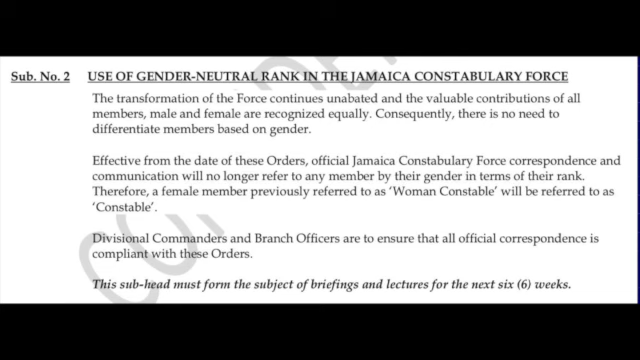 Sub. No. 2 USE OF GENDER-NEUTRAL RANK IN THE JAMAICA CONSTABULARY FORCE
The transformation of the Force continues unabated and the valuable contributions of all
members, male and female are recognized equally. Consequently, there is no need to
differentiate members based on gender.
Effective from the date of these Orders, official Jamaica Constabulary Force correspondence and
communication will no longer refer to any member by their gender in terms of their rank.
Therefore, a female member previously referred to as 'Woman Constable' will be referred to as
'Constable'.
Divisional Commanders and Branch Officers are to ensure that all official correspondence is
compliant with these Orders.
This sub-head must form the subject of briefings and lectures for the next six (6) weeks.